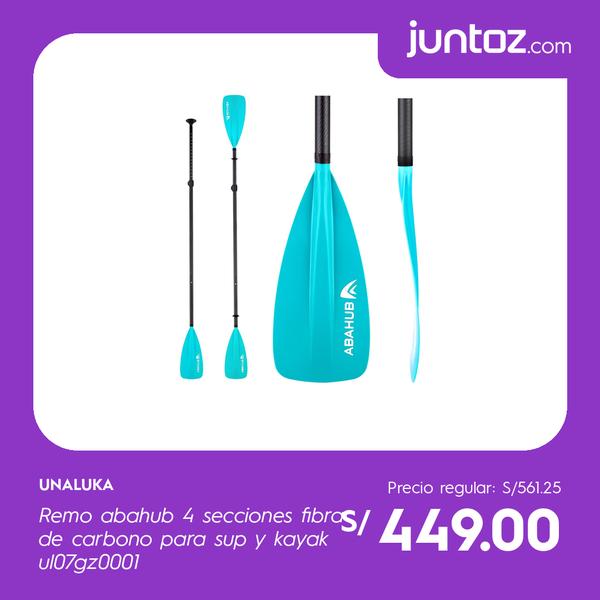 juntoz.com
ABAHUB
UNALUKA
Remo abahub 4 secciones fibra
de carbono para sup y kayak
ul07gz0001
Precio regular: S/561.25
S/ 449.00